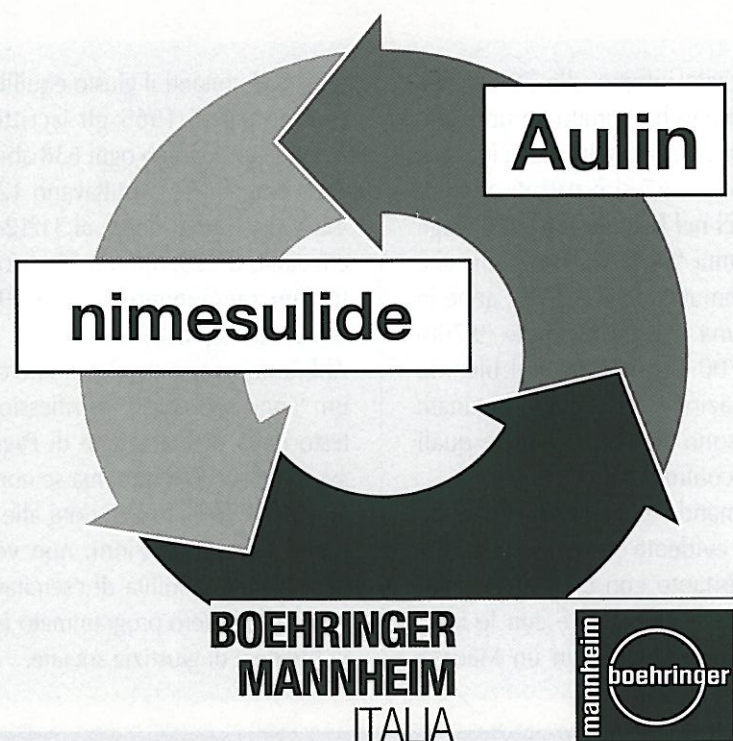 Aulin
nimesulide
BOEHRINGER
MANNHEIM
ITALIA
mannheim
boehringer